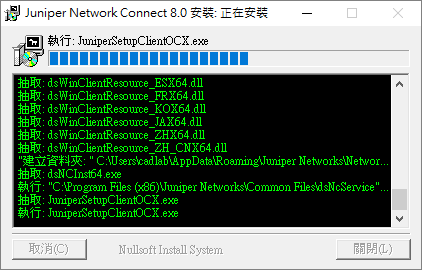 Juniper Network Connect 8.0 安裝: 正在安裝
執行: JuniperSetupClientOCX.exe
抽取: dsWinClientResource_ESX64.dll
抽取: dsWinClientResource_FRX64.dll
抽取: dsWinClientResource_KOX64.dll
抽取: dsWinClientResource_JAX64.dll
抽取: dsWinClientResource_ZHX64.dll
抽取: dsWinClientResource_ZH_CNX64.dll
"建立資料夾: " C:\Users\cadlab\AppData\Roaming\Juniper Networks\Networ...
抽取: dsNCInst64.exe
執行: "C:\Program Files (x86)\Juniper Networks\Common Files\dsNcService"...
抽取: JuniperSetupClientOCX.exe
執行: JuniperSetupClientOCX.exe
取消(C)
Nullsoft Install System
關閉(L)